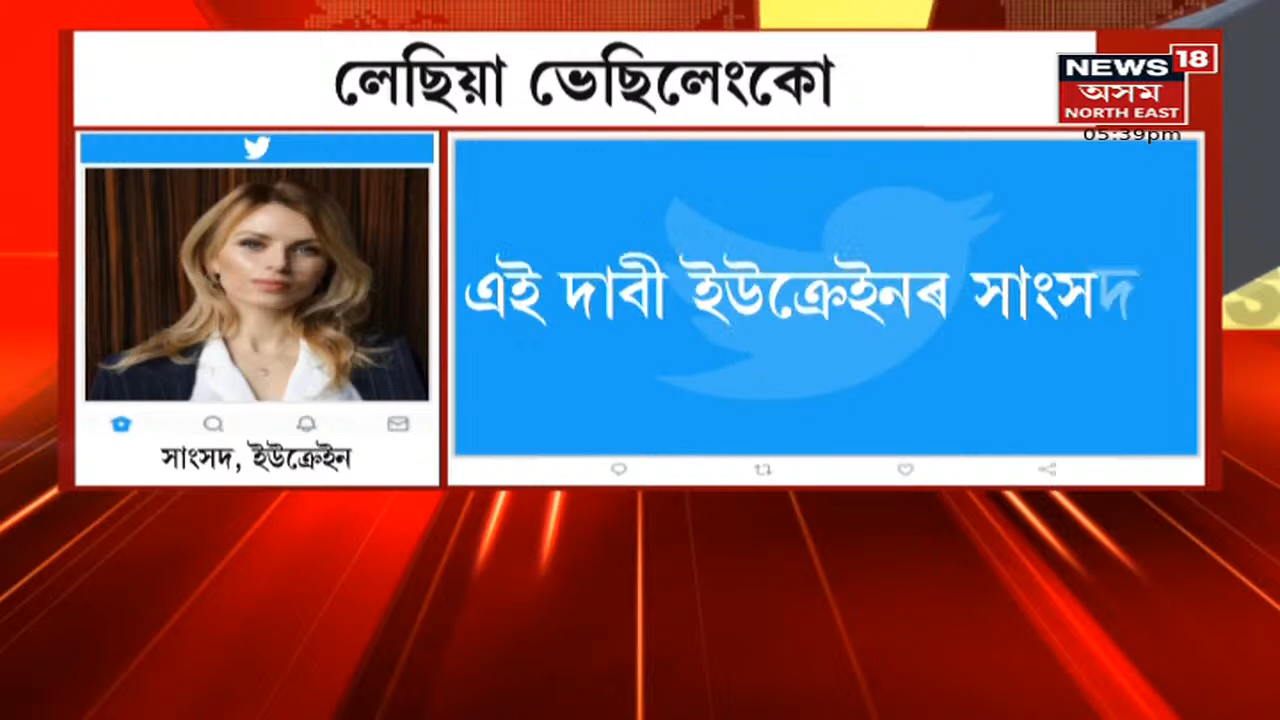 লেছিয়া ভেছিলেংকো
NEWS 18
অসম
NORTH EAST
05:39pm
এই দাবী ইউক্ৰেইনৰ সাংসদ
সাংসদ, ইউক্ৰেইন